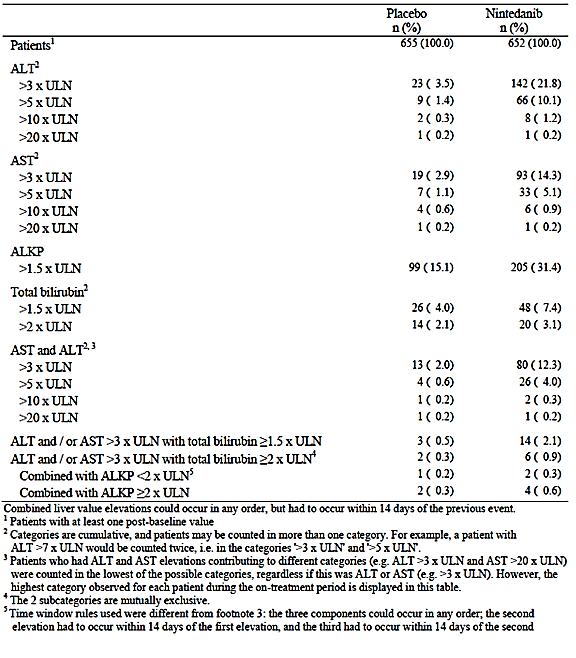 Placebo Nintedanib
n (%) n (%)
Patients1 655 (100.0) 652 (100.0)
ALT2
>3 x ULN 23 ( 3.5) 142 (21.8)
>5 x ULN 9 ( 1.4) 66 (10.1)
>10 x ULN 2 ( 0.3) 8 ( 1.2)
>20 x ULN 1 ( 0.2) 1 ( 0.2)
AST2
>3 x ULN 19 ( 2.9) 93 (14.3)
>5 x ULN 7 ( 1.1) 33 ( 5.1)
>10 x ULN 4 ( 0.6) 6 ( 0.9)
>20 x ULN 1 ( 0.2) 1 ( 0.2)
ALKP
>1.5 x ULN 99 (15.1) 205 (31.4)
Total bilirubin2
>1.5 x ULN 26 ( 4.0) 48 ( 7.4)
>2 x ULN 14 ( 2.1) 20 ( 3.1)
AST and ALT2, 3
>3 x ULN 13 ( 2.0) 80 (12.3)
>5 x ULN 4 ( 0.6) 26 ( 4.0)
>10 x ULN 1 ( 0.2) 2 ( 0.3)
>20 x ULN 1 ( 0.2) 1 ( 0.2)
ALT and / or AST >3 x ULN with total bilirubin ≥1.5 x ULN 3 ( 0.5) 14 ( 2.1)
ALT and / or AST >3 x ULN with total bilirubin ≥2 x ULN4 2 ( 0.3) 6 ( 0.9)
Combined with ALKP <2 x ULN5 1 ( 0.2) 2 ( 0.3)
Combined with ALKP ≥2 x ULN 2 ( 0.3) 4 ( 0.6)
Combined liver value elevations could occur in any order, but had to occur within 14 days of the previous event.
1 Patients with at least one post-baseline value
2 Categories are cumulative, and patients may be counted in more than one category. For example, a patient with
ALT >7 x ULN would be counted twice, i.e. in the categories '>3 x ULN' and '>5 x ULN'.
3 Patients who had ALT and AST elevations contributing to different categories (e.g. ALT >3 x ULN and AST >20 x ULN)
were counted in the lowest of the possible categories, regardless if this was ALT or AST (e.g. >3 x ULN). However, the
highest category observed for each patient during the on-treatment period is displayed in this table.
4 The 2 subcategories are mutually exclusive.
5 Time window rules used were different from footnote 3: the three components could occur in any order; the second
elevation had to occur within 14 days of the first elevation, and the third had to occur within 14 days of the second